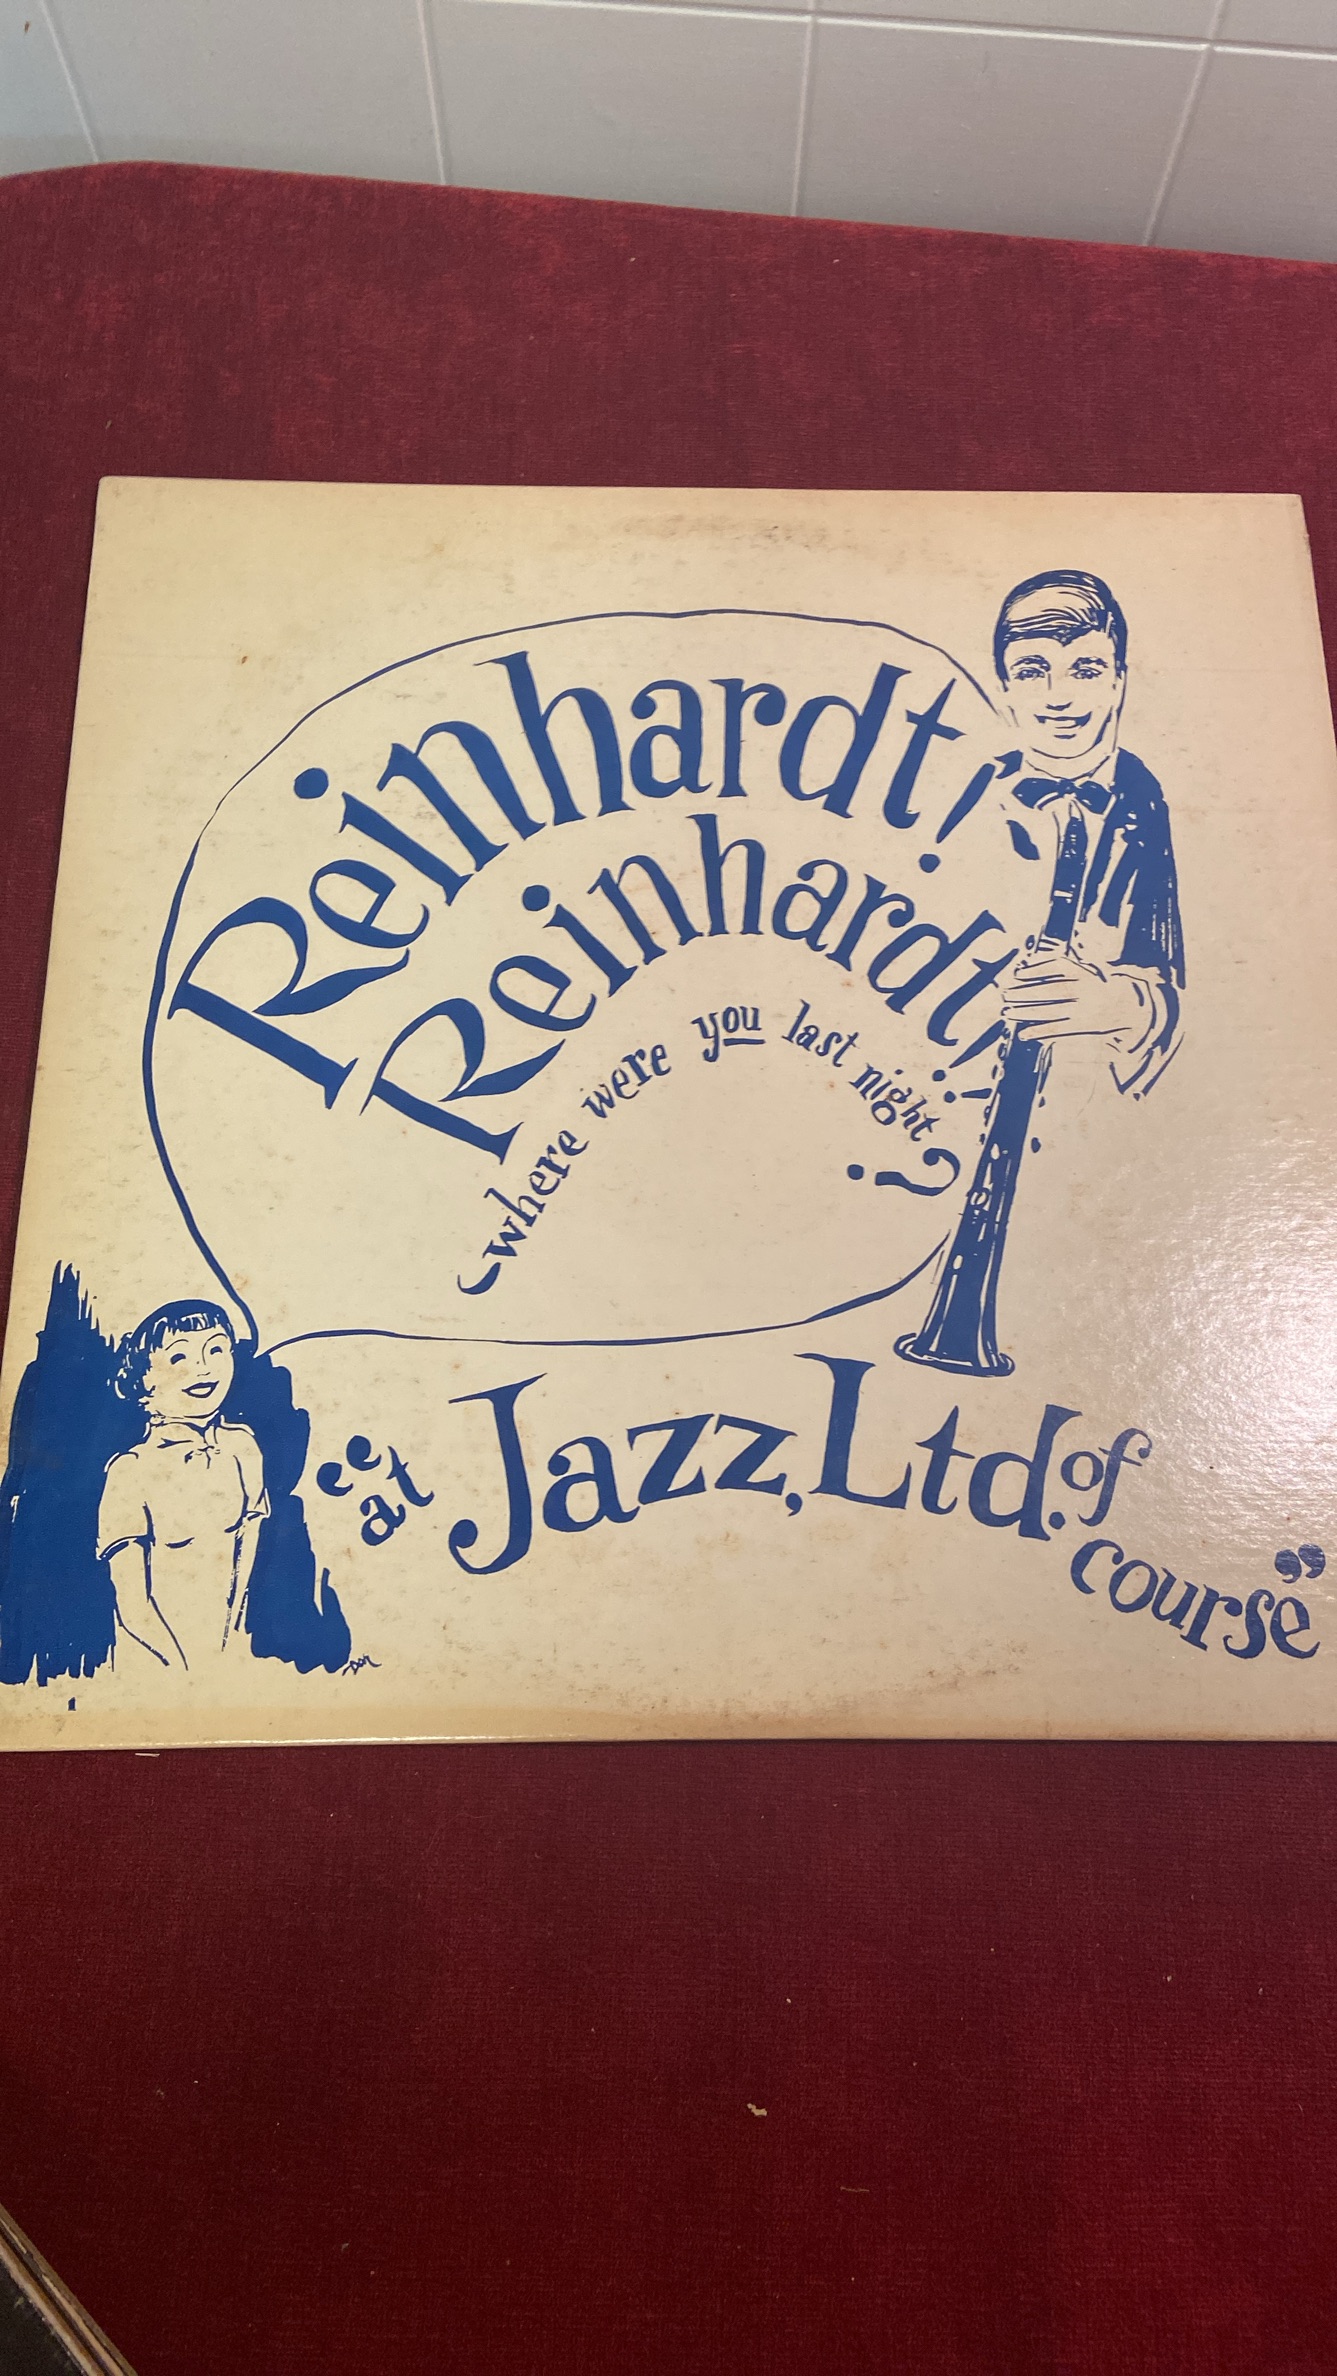 Reinhardt!
Reinhardt!
where were you last night?
"at Jazz, Ltd. of
course"